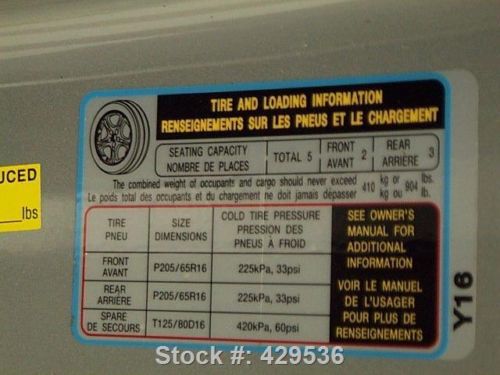 TIRE AND LOADING INFORMATION
RENSEIGNEMENTS SUR LES PNEUS ET LE CHARGEMENT
SEATING CAPACITY
NOMBRE DE PLACES
TOTAL 5
FRONT
AVANT 2
REAR
ARRIÈRE 3
The combined weight of occupants and cargo should never exceed 410 kg or 904 lbs.
Le poids total des occupants et du chargement ne doit jamais dépasser kg ou lb.
UCED
lbs
TIRE
PNEU
SIZE
DIMENSIONS
COLD TIRE PRESSURE
PRESSION DES
PNEUS À FROID
FRONT
AVANT
P205/65R16
225kPa, 33psi
REAR
ARRIÈRE
P205/65R16
225kPa, 33psi
SPARE
DE SECOURS
T125/80D16
420kPa, 60psi
SEE OWNER'S
MANUAL FOR
ADDITIONAL
INFORMATION
VOIR LE MANUEL
DE L'USAGER
POUR PLUS DE
RENSEIGNEMENTS
Y16
Stock #: 429536